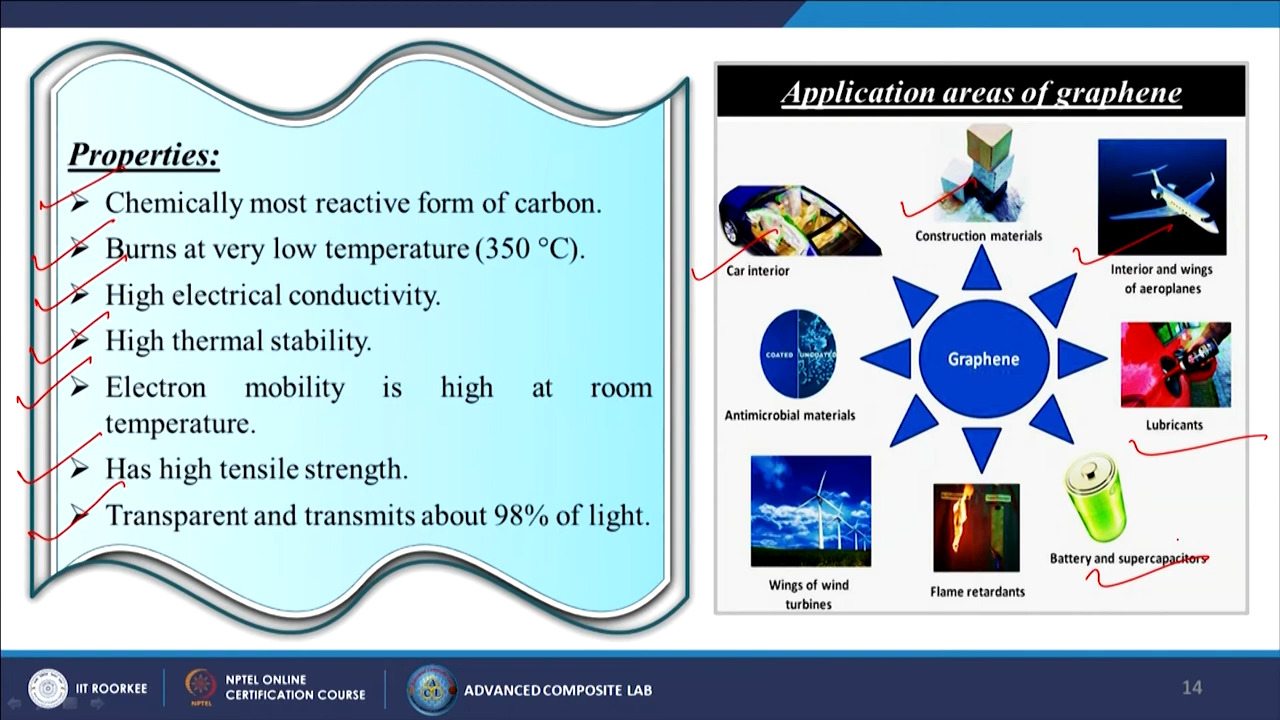 Properties:
Chemically most reactive form of carbon.
Burns at very low temperature (350 °C).
High electrical conductivity.
High thermal stability.
Electron mobility is high at room
temperature.
Has high tensile strength.
Transparent and transmits about 98% of light.
Application areas of graphene
Construction materials
Car interior
Interior and wings
of aeroplanes
Graphene
COATED UNCOATED
Antimicrobial materials
Lubricants
Battery and supercapacitors
Wings of wind
turbines
Flame retardants
IIT ROORKEE
NPTEL
NPTEL ONLINE
CERTIFICATION COURSE
ACL
ADVANCED COMPOSITE LAB
14